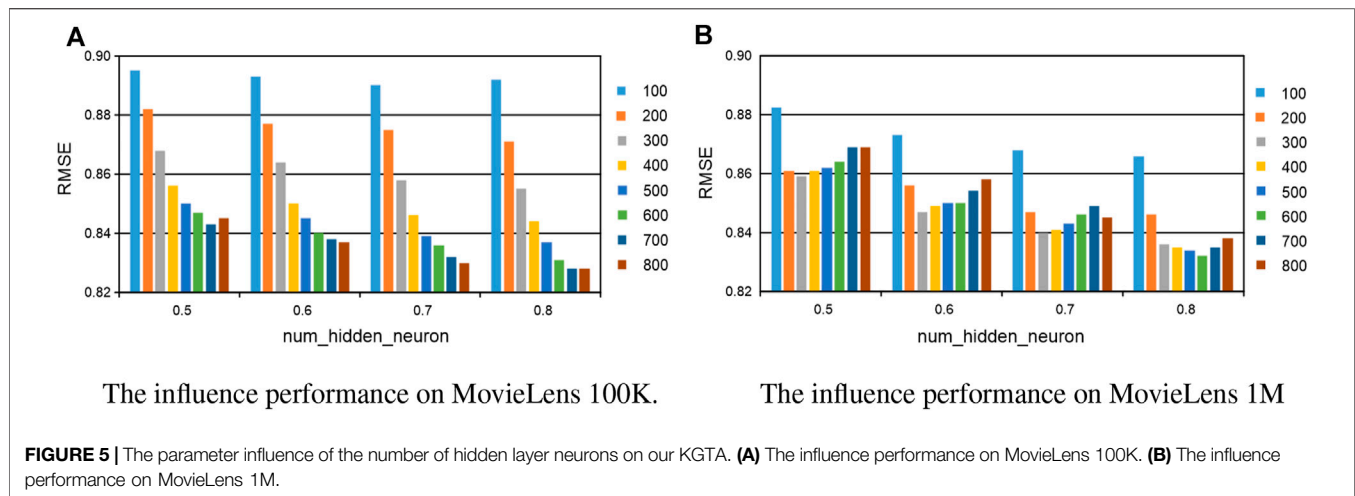 A
RMSE
0.90
0.88
0.86
0.84
0.82
0.5 0.6 0.7 0.8
num_hidden_neuron
100
200
300
400
500
600
700
800
The influence performance on MovieLens 100K.
B
RMSE
0.90
0.88
0.86
0.84
0.82
0.5 0.6 0.7 0.8
num_hidden_neuron
100
200
300
400
500
600
700
800
The influence performance on MovieLens 1M
FIGURE 5 | The parameter influence of the number of hidden layer neurons on our KGTA. (A) The influence performance on MovieLens 100K. (B) The influence
performance on MovieLens 1M.